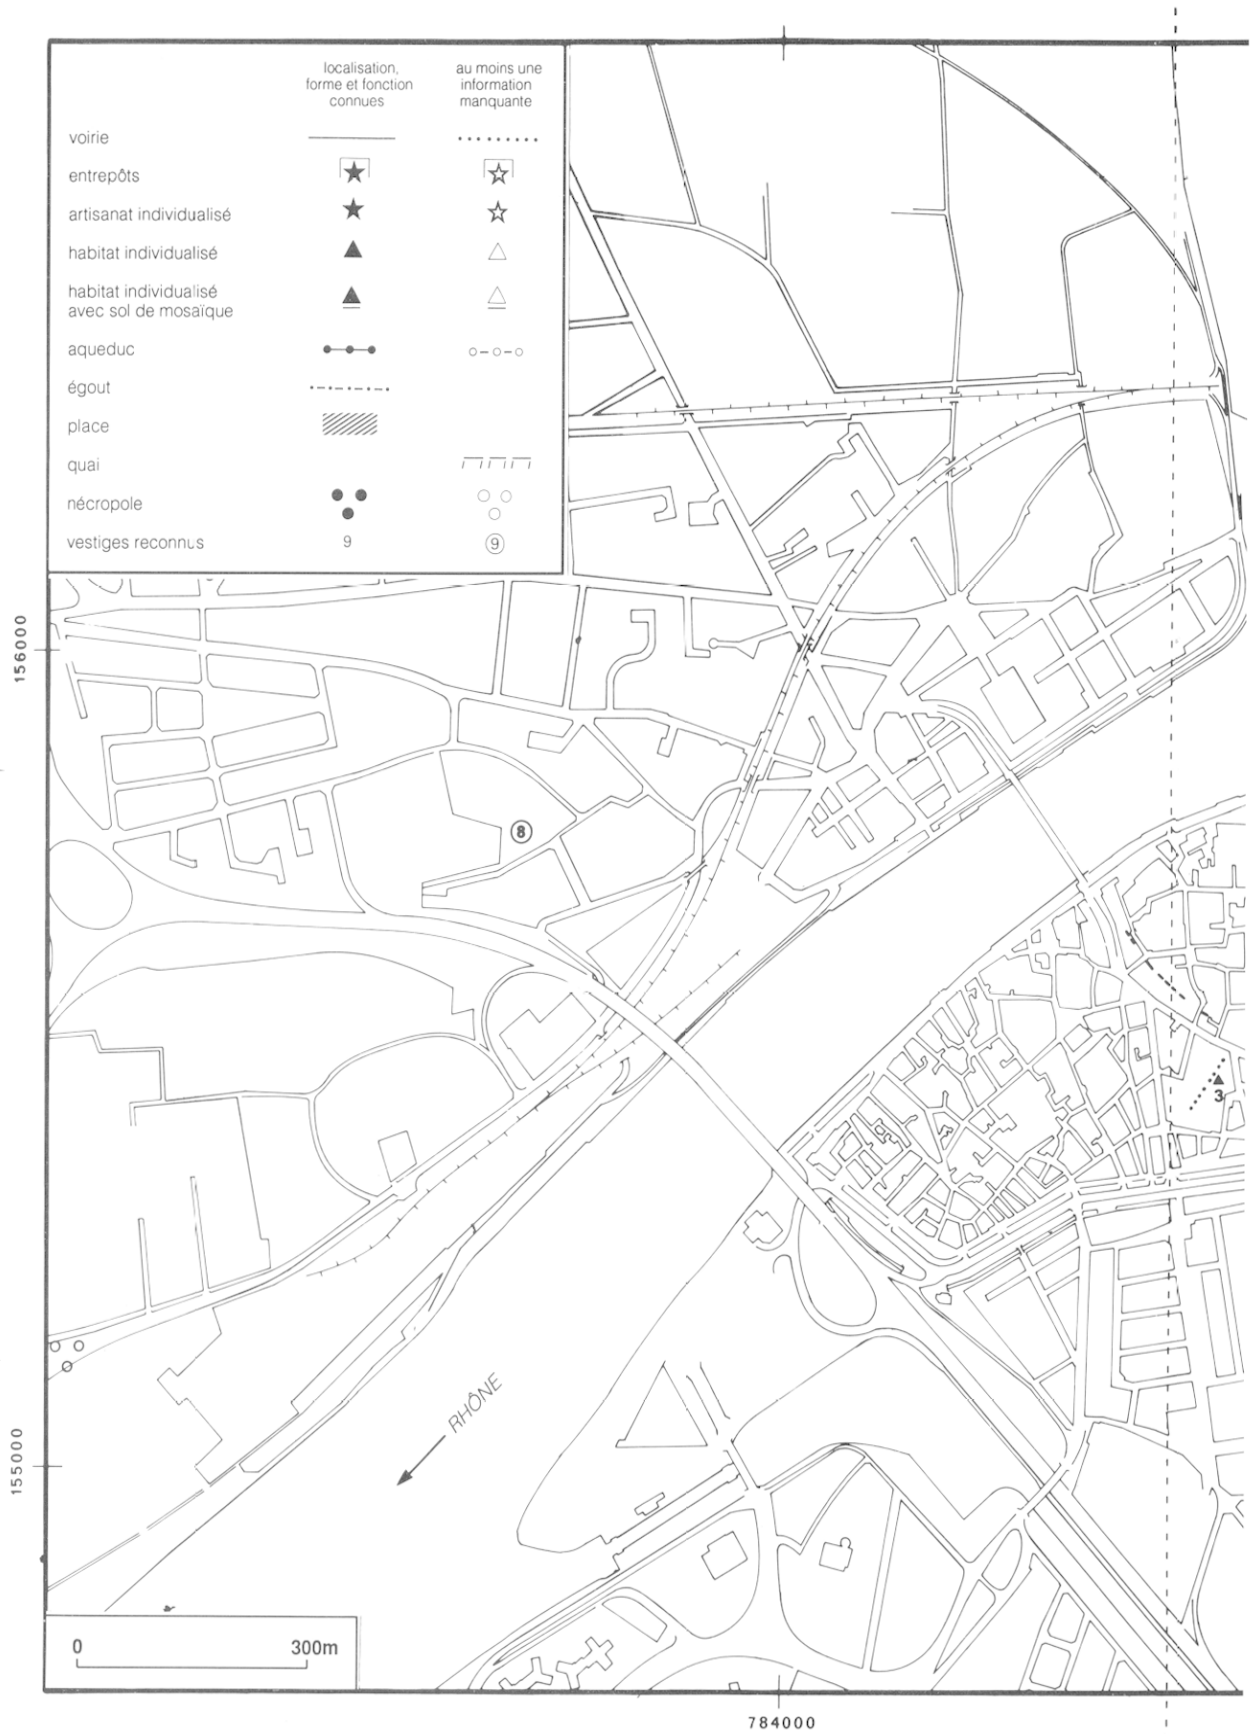 localisation,
forme et fonction
connues
au moins une
information
manquante
voirie
entrepôts
artisanat individualisé
habitat individualisé
habitat individualisé
avec sol de mosaïque
aqueduc
égout
place
quai
nécropole
vestiges reconnus 9 9
156000
8
3
RHÔNE
155000
0 300m
784000